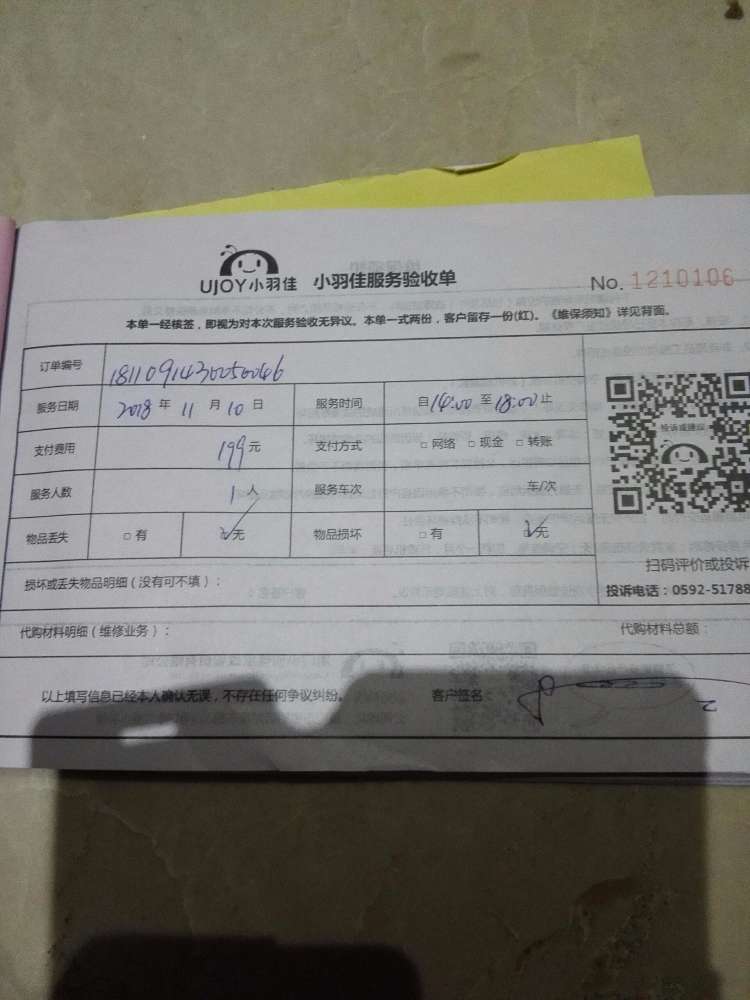 UJOY小羽佳 小羽佳服务验收单 No. 1210106
本单一经核签，即视为对本次服务验收无异议。本单一式两份，客户留存一份(红)。《维保须知》详见背面。
订单编号 1811091430050046
服务日期 2018 年 11 月 10 日 服务时间 自 14:00 至 18:00 止
支付费用 199 元 支付方式 □ 网络 □ 现金 □ 转账
投诉或建议
服务人数 1 人 服务车次 车/次
物品丢失 □ 有 □ 无 物品损坏 □ 有 □ 无
扫码评价或投诉
损坏或丢失物品明细（没有可不填）：
投诉电话：0592-51788
代购材料明细（维修业务）： 代购材料总额：
以上填写信息已经本人确认无误，不存在任何争议纠纷。 客户签名：